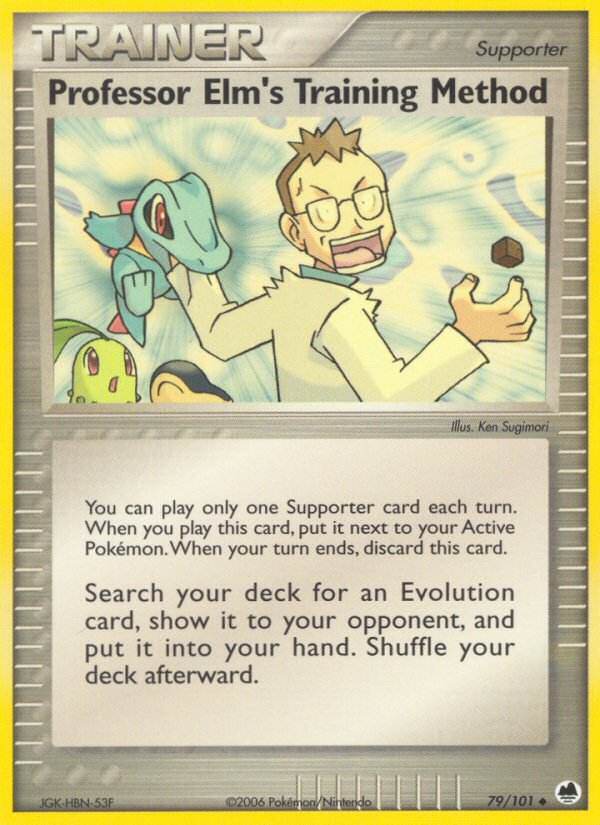 TRAINER
Supporter
Professor Elm's Training Method
Illus. Ken Sugimori
You can play only one Supporter card each turn.
When you play this card, put it next to your Active
Pokémon. When your turn ends, discard this card.
Search your deck for an Evolution
card, show it to your opponent, and
put it into your hand. Shuffle your
deck afterward.
JGK-HBN-53F
©2006 Pokémon/Nintendo
79/101